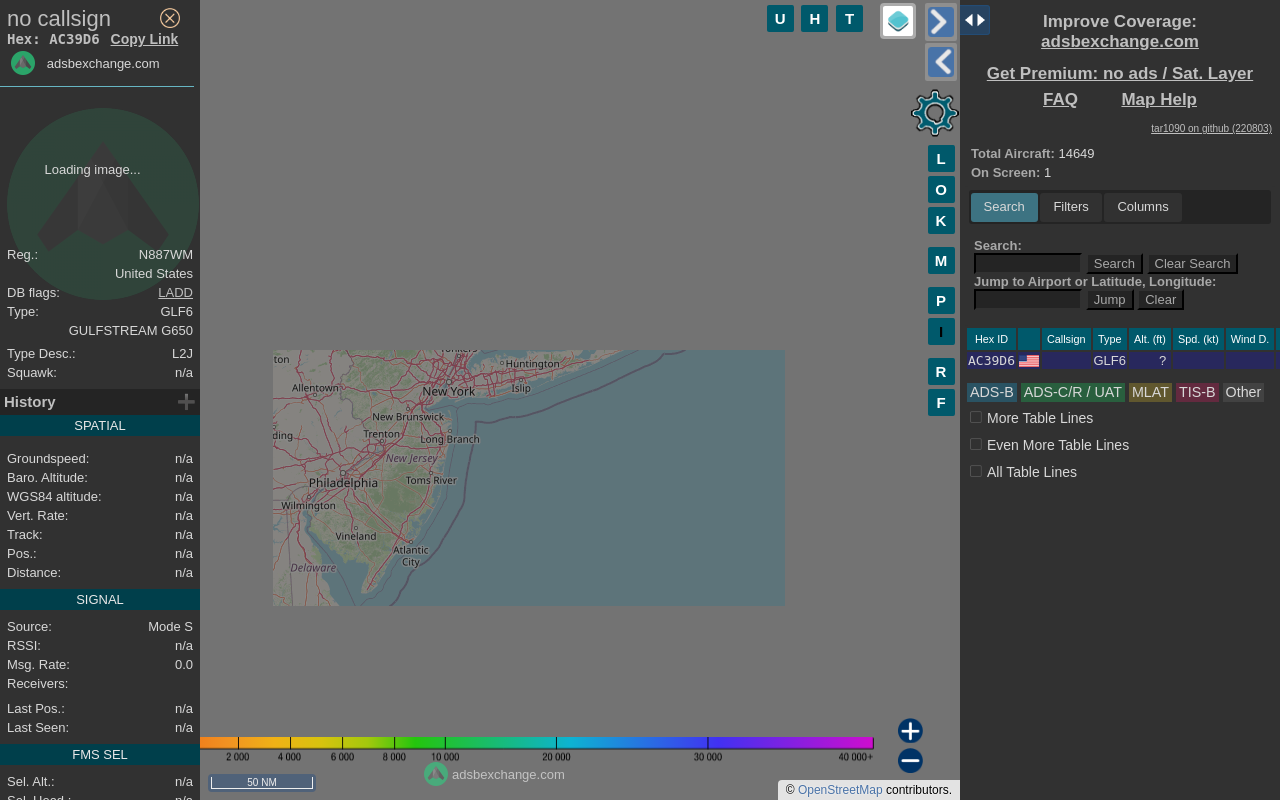 no callsign
Hex: AC39D6 Copy Link
adsbexchange.com
Loading image...
Reg.: N887WM
United States
DB flags: LADD
Type: GLF6
GULFSTREAM G650
Type Desc.: L2J
Squawk: n/a
History
SPATIAL
Groundspeed: n/a
Baro. Altitude: n/a
WGS84 altitude: n/a
Vert. Rate: n/a
Track: n/a
Pos.: n/a
Distance: n/a
SIGNAL
Source: Mode S
RSSI: n/a
Msg. Rate: 0.0
Receivers:
Last Pos.: n/a
Last Seen: n/a
FMS SEL
Sel. Alt.: n/a
Sel. Head.: n/a
U H T
L
O
K
M
P
I
R
F
Yonkers
ton
Huntington
Allentown
New York
Islip
New Brunswick
ding
Trenton
Long Branch
New Jersey
Philadelphia
Toms River
Wilmington
Vineland
Atlantic
City
Delaware
2 000 4 000 6 000 8 000 10 000 20 000 30 000 40 000+
adsbexchange.com
50 NM
© OpenStreetMap contributors.
Improve Coverage:
adsbexchange.com
Get Premium: no ads / Sat. Layer
FAQ Map Help
tar1090 on github (220803)
Total Aircraft: 14649
On Screen: 1
Search Filters Columns
Search:
Search Clear Search
Jump to Airport or Latitude, Longitude:
Jump Clear
Hex ID Callsign Type Alt. (ft) Spd. (kt) Wind D.
AC39D6 GLF6 ?
ADS-B ADS-C/R / UAT MLAT TIS-B Other
More Table Lines
Even More Table Lines
All Table Lines